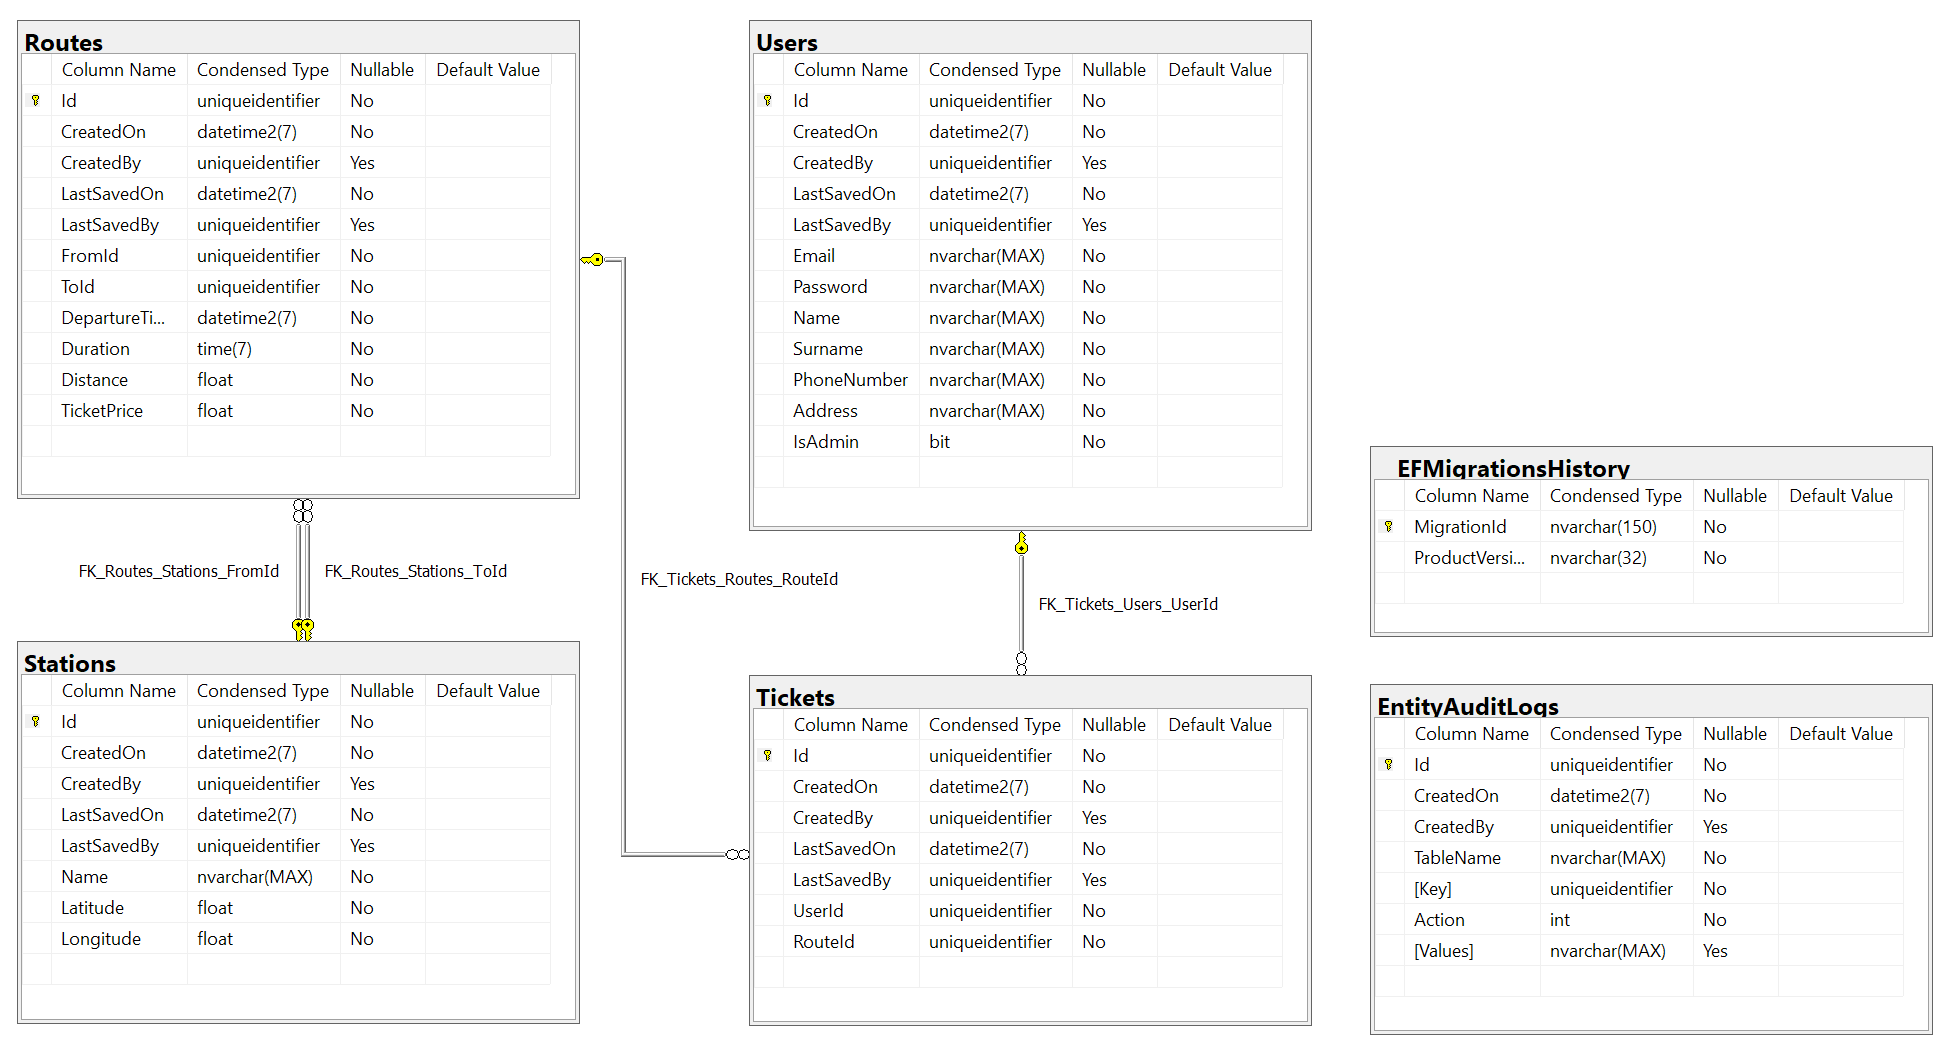 Routes
Column Name Condensed Type Nullable Default Value
Id uniqueidentifier No
CreatedOn datetime2(7) No
CreatedBy uniqueidentifier Yes
LastSavedOn datetime2(7) No
LastSavedBy uniqueidentifier Yes
FromId uniqueidentifier No
ToId uniqueidentifier No
DepartureTi... datetime2(7) No
Duration time(7) No
Distance float No
TicketPrice float No
Users
Column Name Condensed Type Nullable Default Value
Id uniqueidentifier No
CreatedOn datetime2(7) No
CreatedBy uniqueidentifier Yes
LastSavedOn datetime2(7) No
LastSavedBy uniqueidentifier Yes
Email nvarchar(MAX) No
Password nvarchar(MAX) No
Name nvarchar(MAX) No
Surname nvarchar(MAX) No
PhoneNumber nvarchar(MAX) No
Address nvarchar(MAX) No
IsAdmin bit No
EFMigrationsHistory
Column Name Condensed Type Nullable Default Value
MigrationId nvarchar(150) No
ProductVersi... nvarchar(32) No
FK_Routes_Stations_FromId
FK_Routes_Stations_ToId
FK_Tickets_Routes_RouteId
FK_Tickets_Users_UserId
Stations
Column Name Condensed Type Nullable Default Value
Id uniqueidentifier No
CreatedOn datetime2(7) No
CreatedBy uniqueidentifier Yes
LastSavedOn datetime2(7) No
LastSavedBy uniqueidentifier Yes
Name nvarchar(MAX) No
Latitude float No
Longitude float No
Tickets
Column Name Condensed Type Nullable Default Value
Id uniqueidentifier No
CreatedOn datetime2(7) No
CreatedBy uniqueidentifier Yes
LastSavedOn datetime2(7) No
LastSavedBy uniqueidentifier Yes
UserId uniqueidentifier No
RouteId uniqueidentifier No
EntityAuditLogs
Column Name Condensed Type Nullable Default Value
Id uniqueidentifier No
CreatedOn datetime2(7) No
CreatedBy uniqueidentifier Yes
TableName nvarchar(MAX) No
[Key] uniqueidentifier No
Action int No
[Values] nvarchar(MAX) Yes